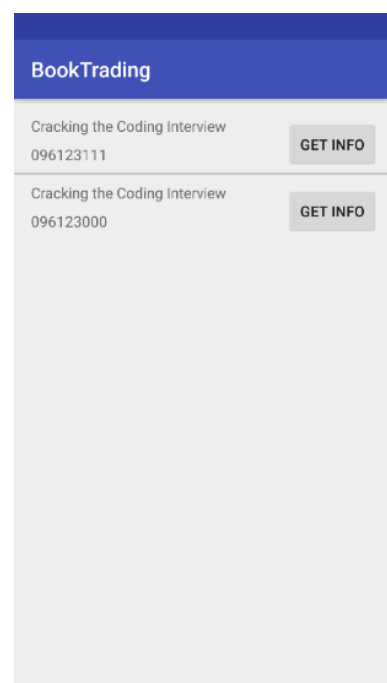 BookTrading
Cracking the Coding Interview
096123111
GET INFO
Cracking the Coding Interview
096123000
GET INFO